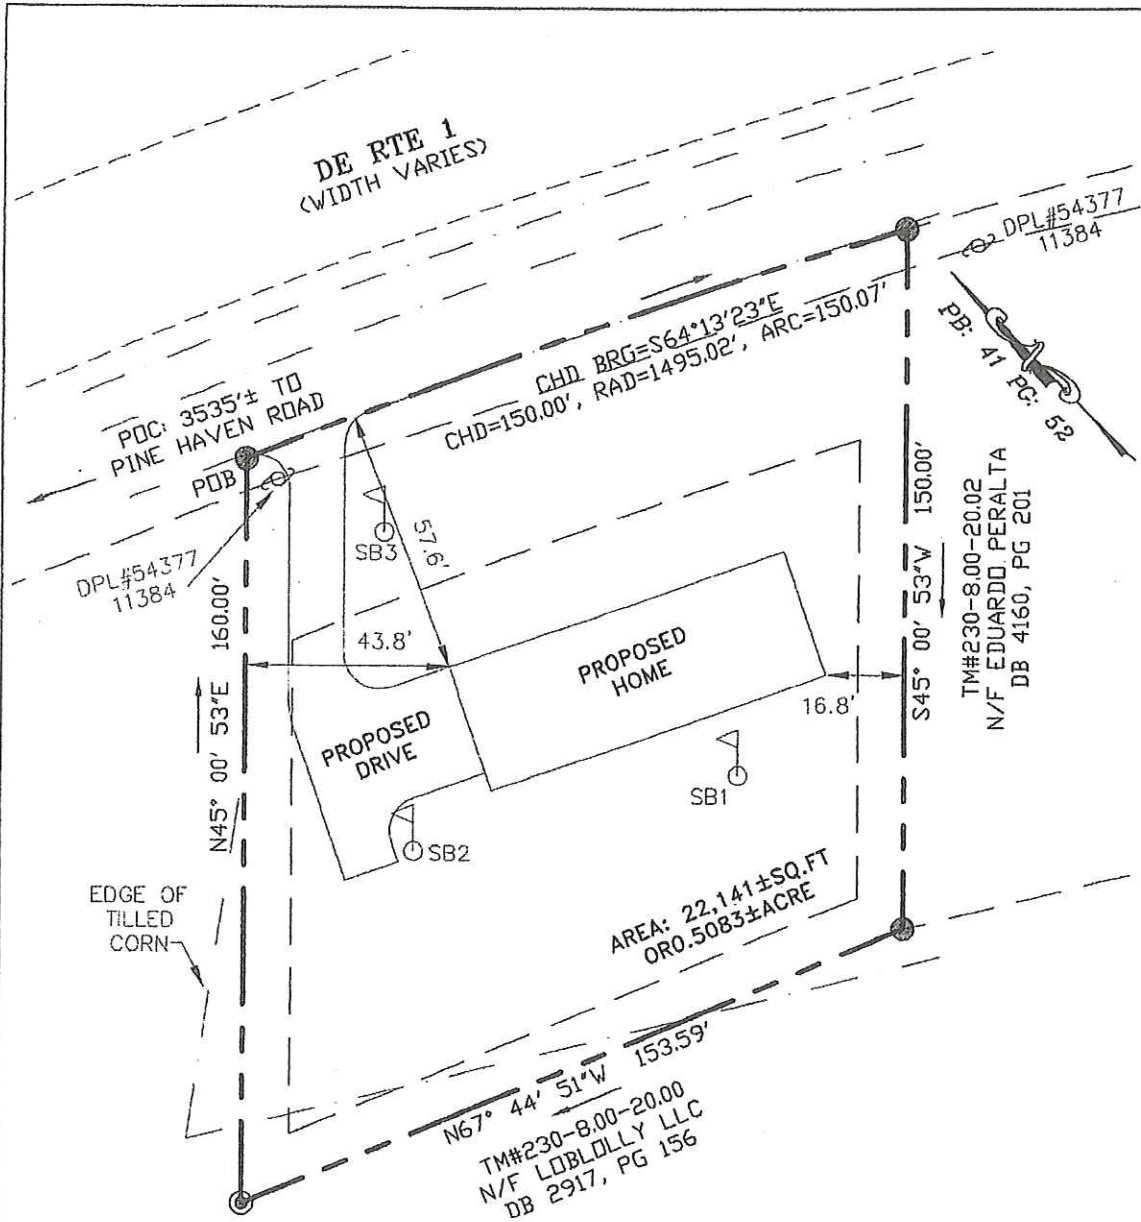 DE RTE 1
(WIDTH VARIES)
DPL#54377
11384
PB: 41 PG: 52
CHD BRG=S64°13'23"E
CHD=150.00', RAD=1495.02', ARC=150.07'
POC: 3535'± TO
PINE HAVEN ROAD
POB
DPL#54377
11384
SB3
57.6'
43.8'
PROPOSED
HOME
16.8'
S45° 00' 53"W 150.00'
TM#230-8.00-20.02
N/F EDUARDO PERALTA
DB 4160, PG 201
N45° 00' 53"E 160.00'
PROPOSED
DRIVE
SB1
SB2
EDGE OF
TILLED
CORN
AREA: 22,141±SQ.FT
OR0.5083±ACRE
N67° 44' 51"W 153.59'
TM#230-8.00-20.00
N/F LOBLOLLY LLC
DB 2917, PG 156